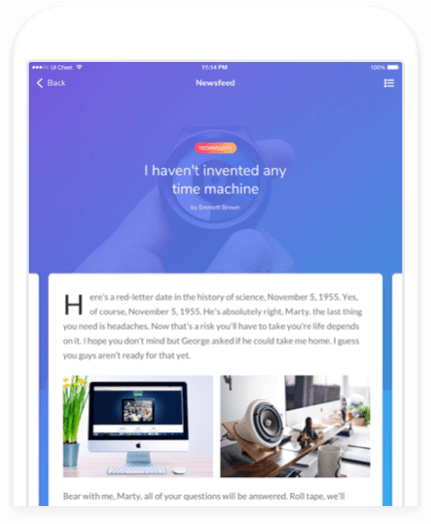 UI Chest
11:14 PM
100%
Back
Newsfeed
TECHNOLOGY
I haven't invented any
time machine
by Emmett Brown
Here's a red-letter date in the history of science, November 5, 1955. Yes,
of course, November 5, 1955. He's absolutely right, Marty. the last thing
you need is headaches. Now that's a risk you'll have to take you're life depends
on it. I hope you don't mind but George asked if he could take me home. I guess
you guys aren't ready for that yet.
Bear with me, Marty, all of your questions will be answered. Roll tape, we'll